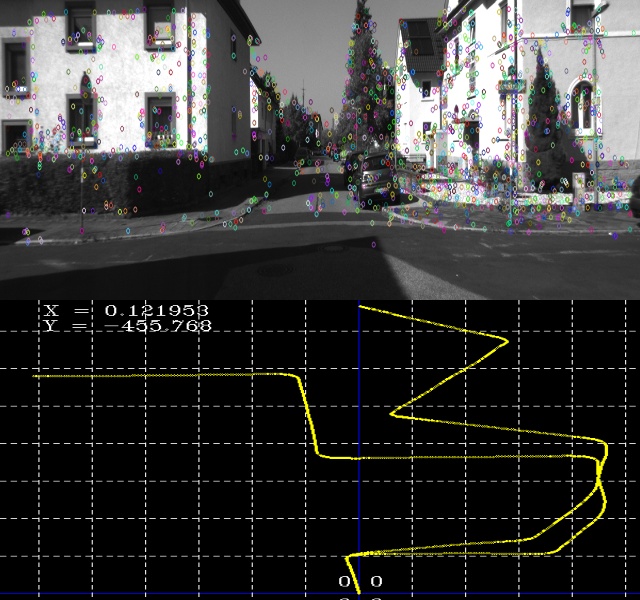 X = 0.121953
Y = -455.768
0 0